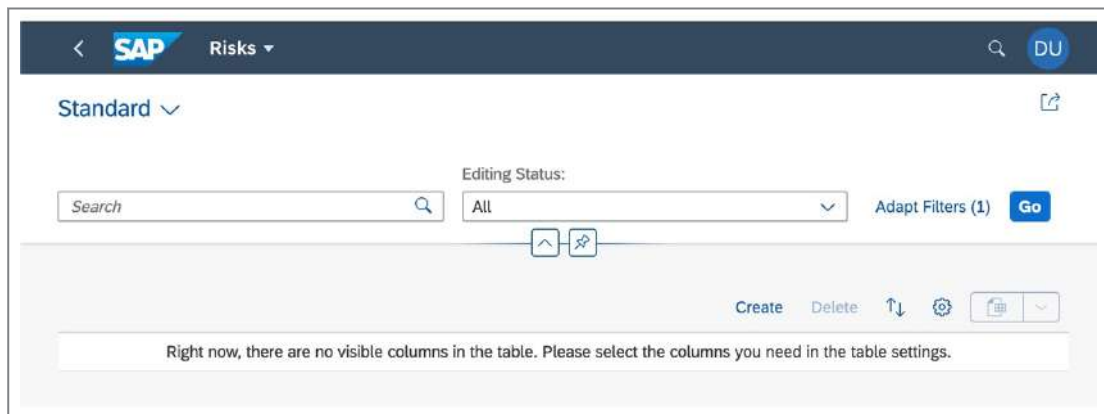 SAP Risks DU
Standard
Editing Status:
Search All Adapt Filters (1) Go
Create Delete
Right now, there are no visible columns in the table. Please select the columns you need in the table settings.